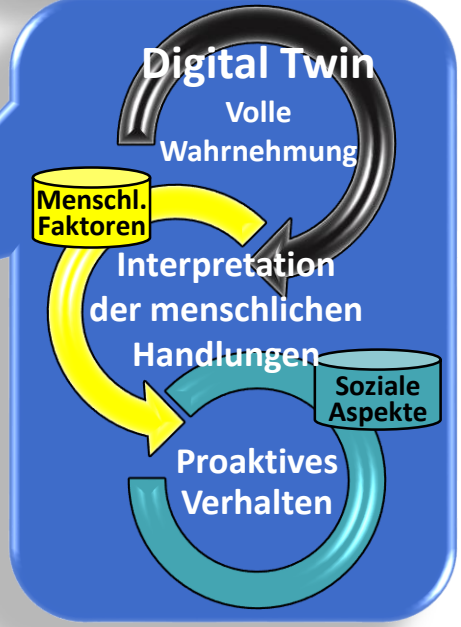 Digital Twin
Volle
Wahrnehmung
Menschl.
Faktoren
Interpretation
der menschlichen
Handlungen
Soziale
Aspekte
Proaktives
Verhalten